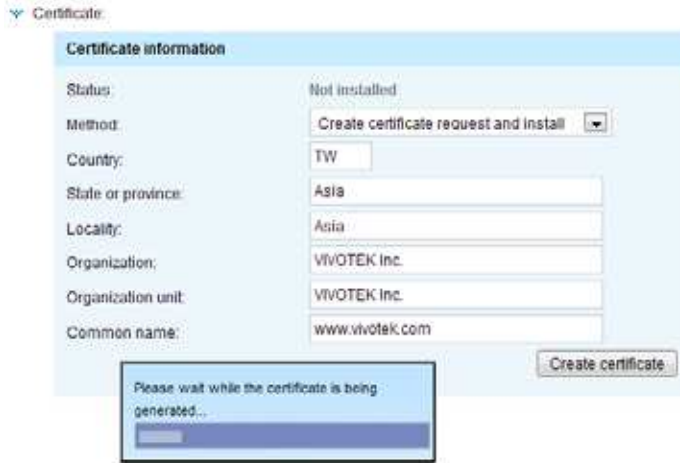 Certificate:
Certificate information
Status: Not installed
Method: Create certificate request and install
Country: TW
State or province: Asia
Locality: Asia
Organization: VIVOTEK Inc.
Organization unit: VIVOTEK Inc.
Common name: www.vivotek.com
Create certificate
Please wait while the certificate is being
generated...